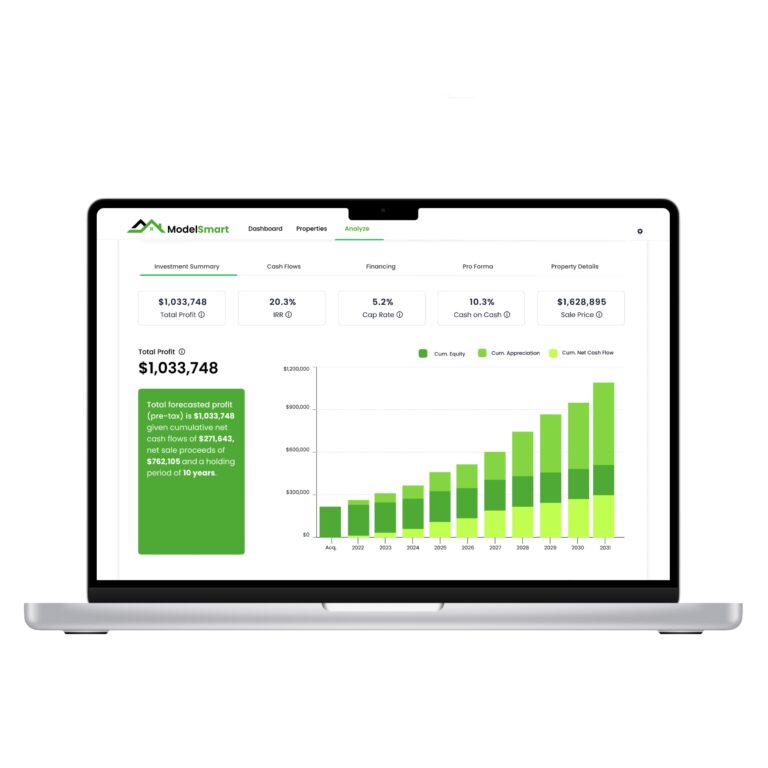 ModelSmart Dashboard Properties Analyze
Investment Summary Cash Flows Financing Pro Forma Property Details
$1,033,748 20.3% 5.2% 10.3% $1,628,895
Total Profit IRR Cap Rate Cash on Cash Sale Price
Total Profit
$1,033,748
Total forecasted profit
(pre-tax) is $1,033,748
given cumulative net
cash flows of $271,643,
net sale proceeds of
$762,105 and a holding
period of 10 years.
Cum. Equity Cum. Appreciation Cum. Net Cash Flow
$1,200,000
$900,000
$600,000
$300,000
$0
Acq. 2022 2023 2024 2025 2026 2027 2028 2029 2030 2031